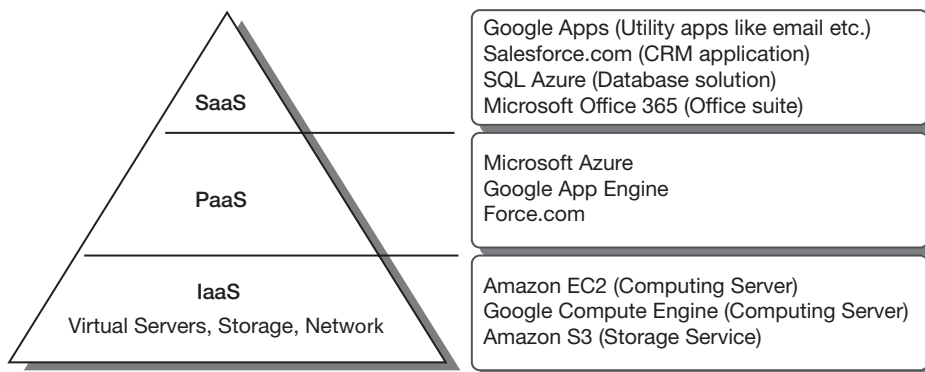 SaaS
Google Apps (Utility apps like email etc.)
Salesforce.com (CRM application)
SQL Azure (Database solution)
Microsoft Office 365 (Office suite)
PaaS
Microsoft Azure
Google App Engine
Force.com
IaaS
Virtual Servers, Storage, Network
Amazon EC2 (Computing Server)
Google Compute Engine (Computing Server)
Amazon S3 (Storage Service)